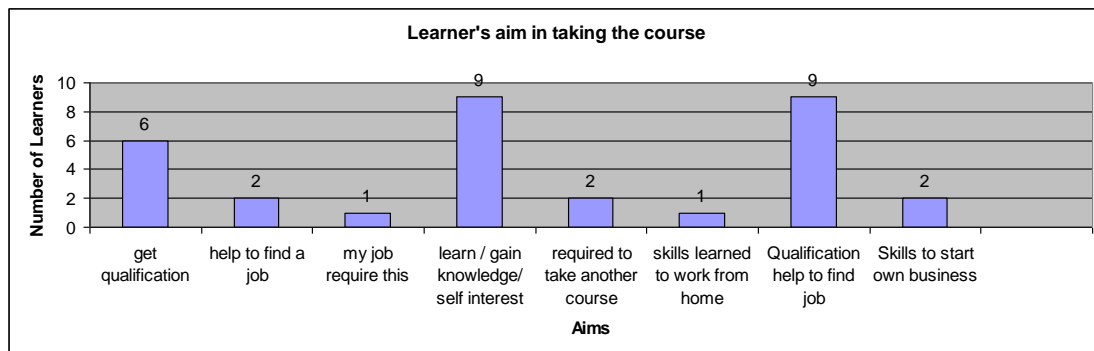 Learner's aim in taking the course
Number of Learners
10
8
6
4
2
0
6
2
1
9
2
1
9
2
get
qualification
help to find a
job
my job
require this
learn / gain
knowledge/
self interest
required to
take another
course
skills learned
to work from
home
Qualification
help to find
job
Skills to start
own business
Aims